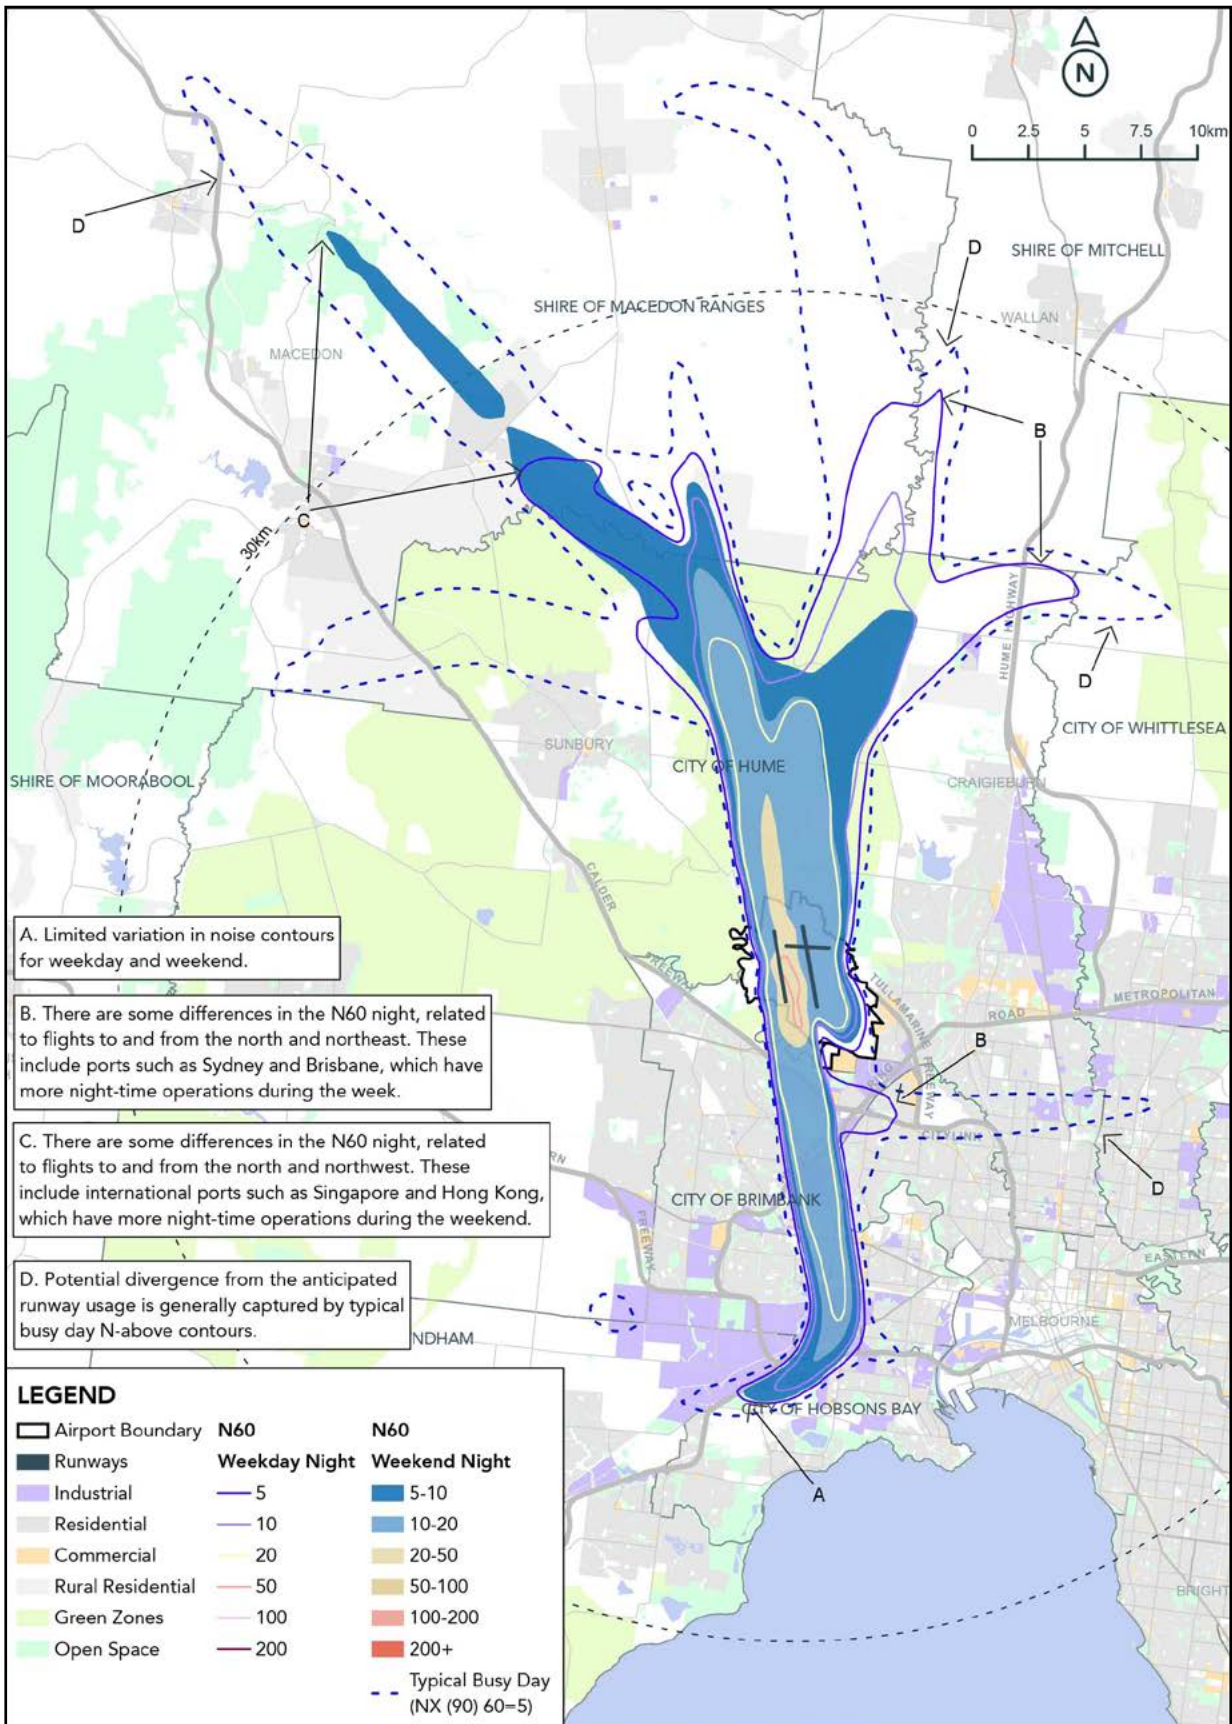 N
0 2.5 5 7.5 10km
D
D
SHIRE OF MITCHELL
SHIRE OF MACEDON RANGES
WALLAN
MACEDON
B
C
30km
HUME HIGHWAY
D
CITY OF WHITTLESEA
SUNBURY
CITY OF HUME
SHIRE OF MOORABOOL
CRAIGIEBURN
CALDER
FREEWAY
A. Limited variation in noise contours
for weekday and weekend.
TULLAMARINE FREEWAY
METROPOLITAN
RING
ROAD
B. There are some differences in the N60 night, related
to flights to and from the north and northeast. These
include ports such as Sydney and Brisbane, which have
more night-time operations during the week.
B
CITYLINK
C. There are some differences in the N60 night, related
to flights to and from the north and northwest. These
include international ports such as Singapore and Hong Kong,
which have more night-time operations during the weekend.
RN
FREEWAY
CITY OF BRIMBANK
D
EASTERN
D. Potential divergence from the anticipated
runway usage is generally captured by typical
busy day N-above contours.
NDHAM
MELBOURNE
CITY OF HOBSONS BAY
A
BRIGHT
LEGEND
Airport Boundary N60 N60
Runways Weekday Night Weekend Night
Industrial 5 5-10
Residential 10 10-20
Commercial 20 20-50
Rural Residential 50 50-100
Green Zones 100 100-200
Open Space 200 200+
Typical Busy Day
(NX (90) 60=5)